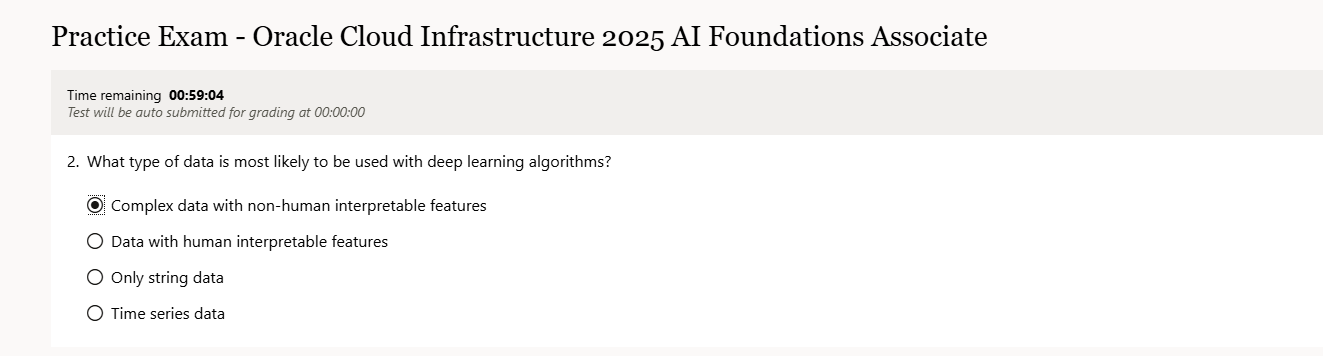 Practice Exam - Oracle Cloud Infrastructure 2025 AI Foundations Associate
Time remaining 00:59:04
Test will be auto submitted for grading at 00:00:00
2. What type of data is most likely to be used with deep learning algorithms?
Complex data with non-human interpretable features
Data with human interpretable features
Only string data
Time series data